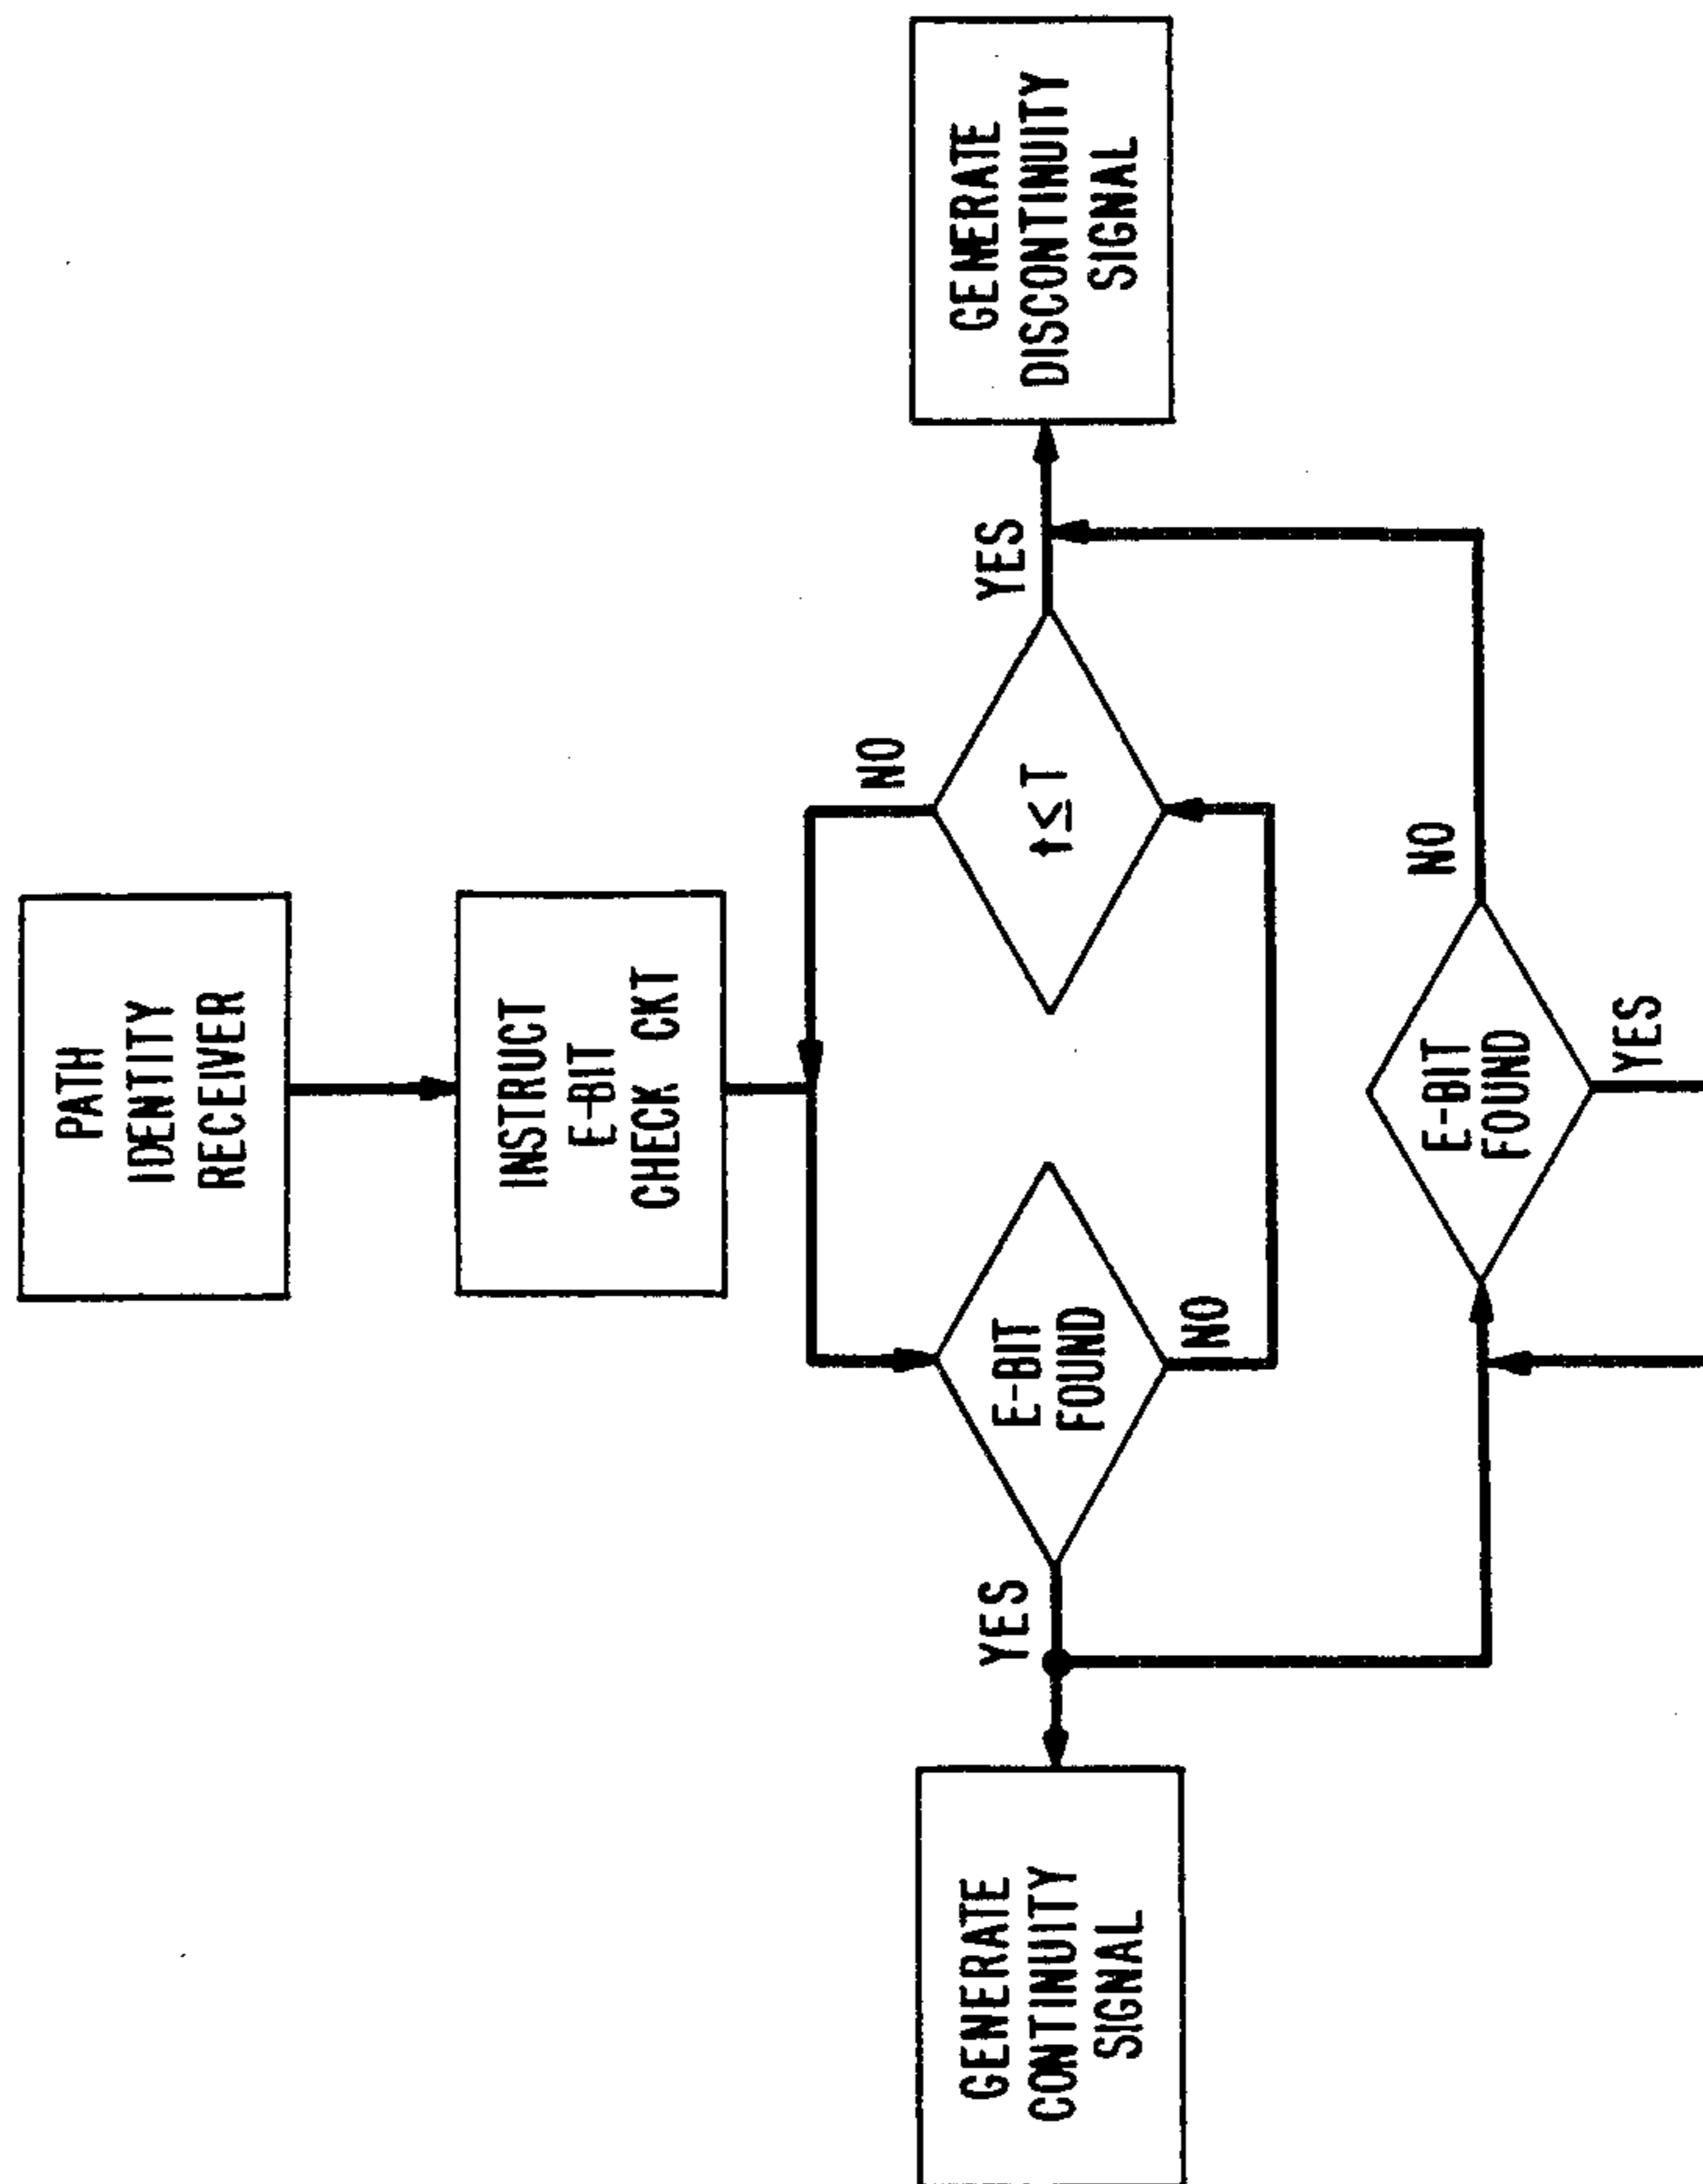 PATH
IDENTITY
RECEIVER
INSTRUCT
E-BIT
CHECK CKT
NO
YES
E-BIT
FOUND
t≤T
YES
NO
GENERATE
CONTINUITY
SIGNAL
GENERATE
DISCONTINUITY
SIGNAL
NO
E-BIT
FOUND
YES